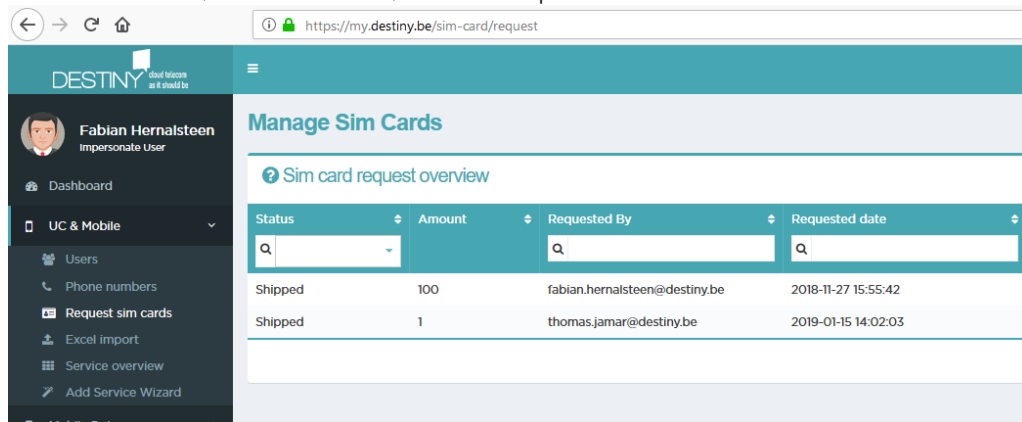 https://my.destiny.be/sim-card/request
DESTINY cloud telecom
as it should be
Fabian Hernalsteen
Impersonate User
Dashboard
UC & Mobile
Users
Phone numbers
Request sim cards
Excel import
Service overview
Add Service Wizard
Manage Sim Cards
Sim card request overview
Status Amount Requested By Requested date
Shipped 100 fabian.hernalsteen@destiny.be 2018-11-27 15:55:42
Shipped 1 thomas.jamar@destiny.be 2019-01-15 14:02:03